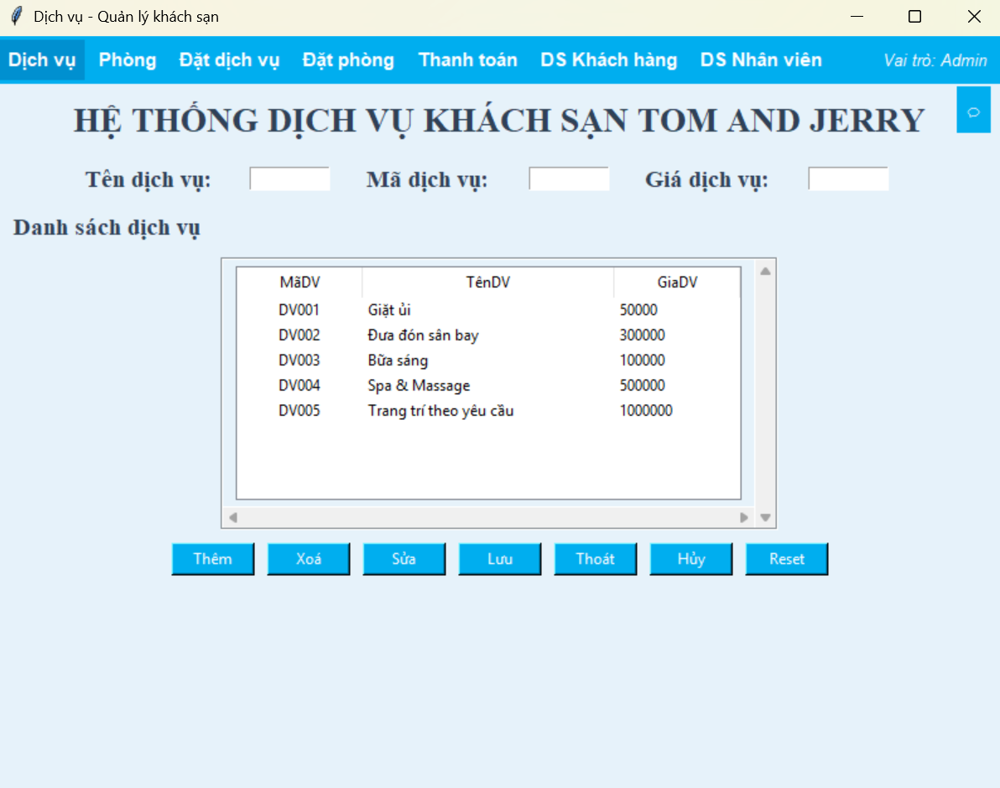 Dịch vụ - Quản lý khách sạn
Dịch vụ Phòng Đặt dịch vụ Đặt phòng Thanh toán DS Khách hàng DS Nhân viên Vai trò: Admin
HỆ THỐNG DỊCH VỤ KHÁCH SẠN TOM AND JERRY
Tên dịch vụ: Mã dịch vụ: Giá dịch vụ:
Danh sách dịch vụ
MãDV TênDV GiaDV
DV001 Giặt ủi 50000
DV002 Đưa đón sân bay 300000
DV003 Bữa sáng 100000
DV004 Spa & Massage 500000
DV005 Trang trí theo yêu cầu 1000000
Thêm Xoá Sửa Lưu Thoát Hủy Reset